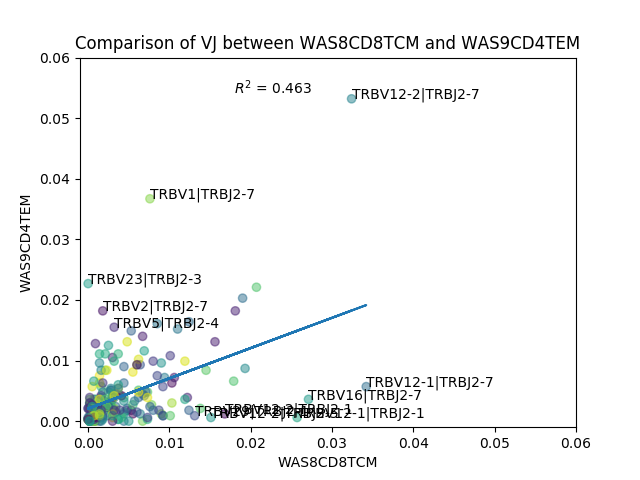 Comparison of VJ between WAS8CD8TCM and WAS9CD4TEM
0.06
R² = 0.463
TRBV12-2|TRBJ2-7
0.05
0.04
TRBV1|TRBJ2-7
0.03
WAS9CD4TEM
TRBV23|TRBJ2-3
0.02
TRBV2|TRBJ2-7
TRBV5|TRBJ2-4
0.01
TRBV12-1|TRBJ2-7
TRBV16|TRBJ2-7
0.00
0.00 0.01 0.02 0.03 0.04 0.05 0.06
WAS8CD8TCM